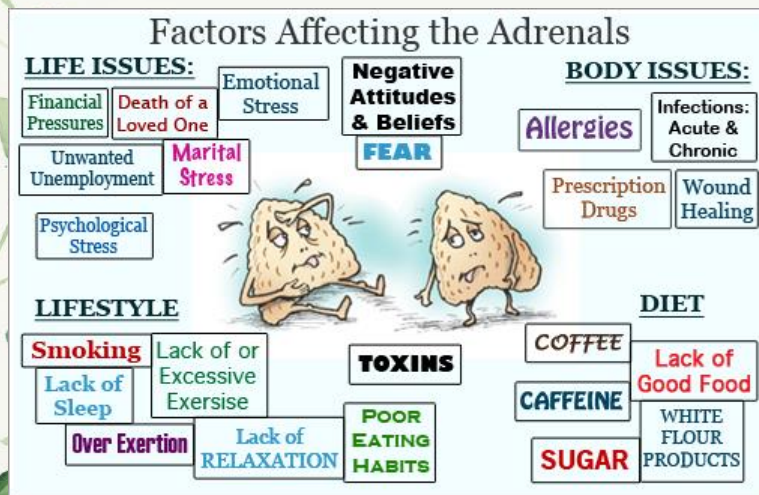 Factors Affecting the Adrenals
LIFE ISSUES:
Financial
Pressures
Death of a
Loved One
Emotional
Stress
Unwanted
Unemployment
Marital
Stress
Psychological
Stress
Negative
Attitudes
& Beliefs
FEAR
BODY ISSUES:
Allergies
Infections:
Acute &
Chronic
Prescription
Drugs
Wound
Healing
LIFESTYLE
Smoking
Lack of or
Excessive
Exersise
Lack of
Sleep
Over Exertion
Lack of
RELAXATION
TOXINS
POOR
EATING
HABITS
DIET
COFFEE
Lack of
Good Food
CAFFEINE
WHITE
FLOUR
PRODUCTS
SUGAR